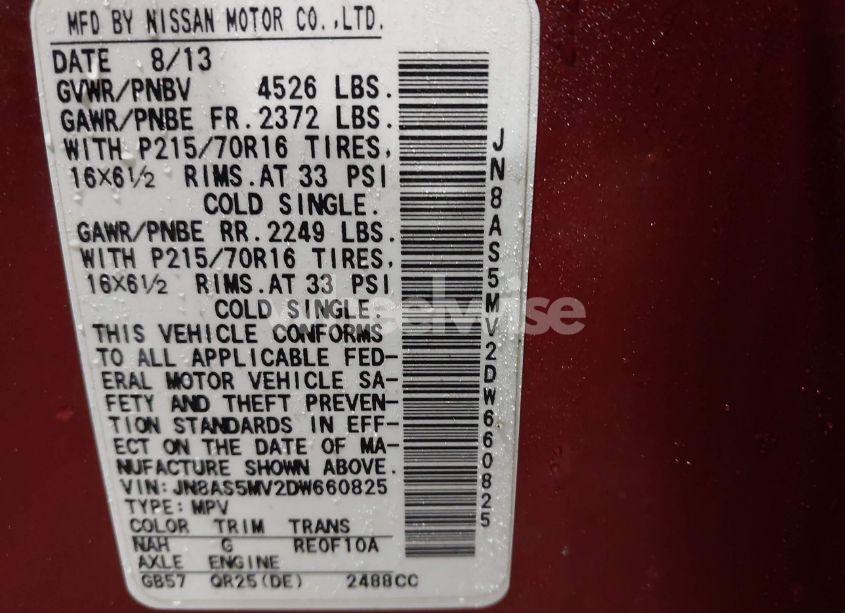 MFD BY NISSAN MOTOR CO.,LTD.
DATE 8/13
GVWR/PNBV 4526 LBS.
GAWR/PNBE FR.2372 LBS.
WITH P215/70R16 TIRES,
16×6½ RIMS.AT 33 PSI
COLD SINGLE.
GAWR/PNBE RR.2249 LBS.
WITH P215/70R16 TIRES,
16×6½ RIMS.AT 33 PSI
COLD SINGLE.
THIS VEHICLE CONFORMS
TO ALL APPLICABLE FED-
ERAL MOTOR VEHICLE SA-
FETY AND THEFT PREVEN-
TION STANDARDS IN EFF-
ECT ON THE DATE OF MA-
NUFACTURE SHOWN ABOVE.
VIN:JN8AS5MV2DW660825
TYPE:MPV
COLOR TRIM TRANS
NAH G RE0F10A
AXLE ENGINE
GB57 QR25(DE) 2488CC
JN8AS5MV2DW660825